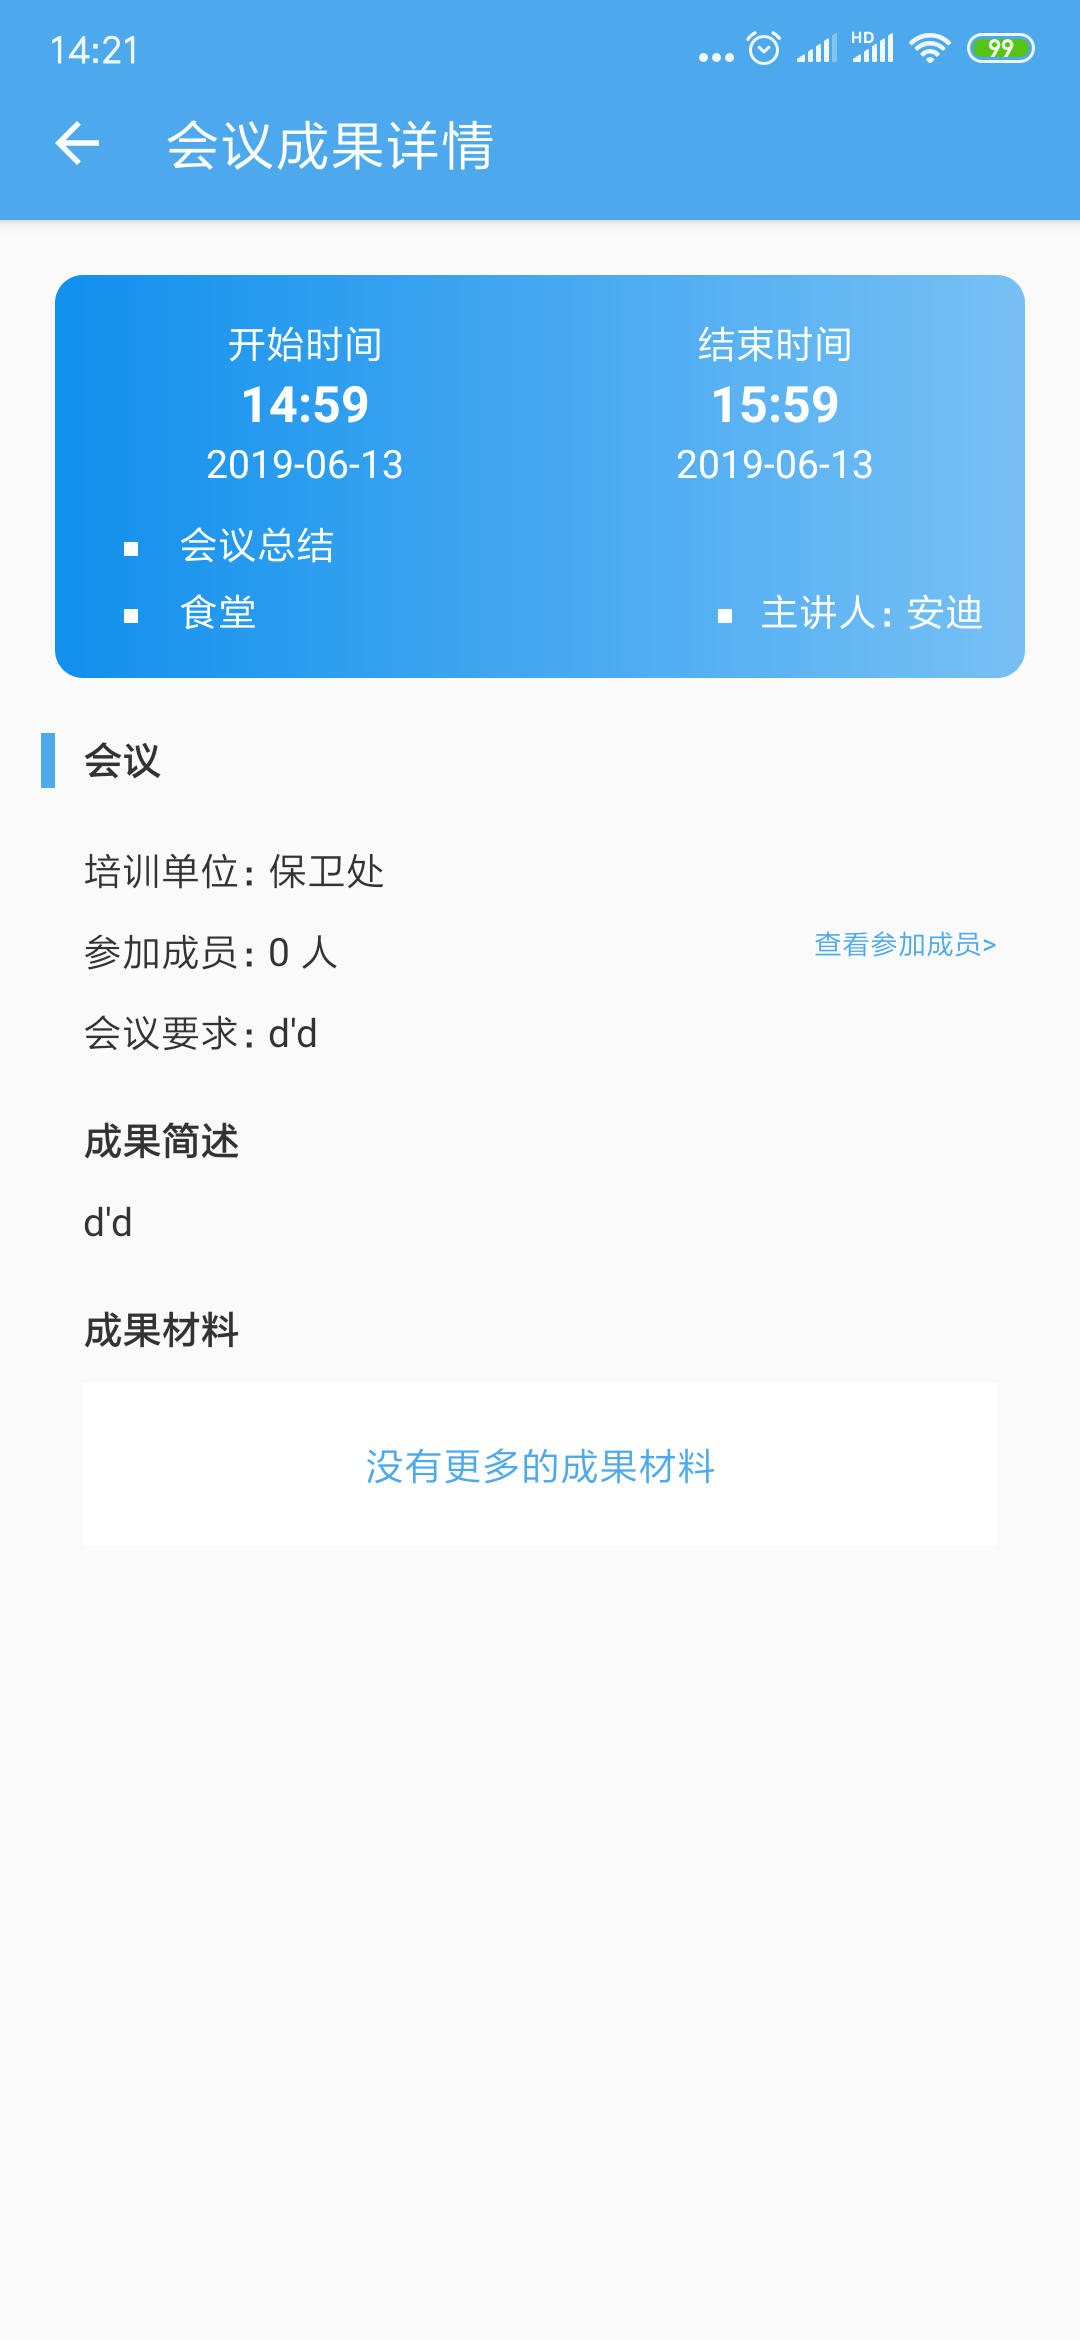 14:21
HD
99
会议成果详情
开始时间
结束时间
14:59
15:59
2019-06-13
2019-06-13
会议总结
食堂
主讲人: 安迪
会议
培训单位: 保卫处
参加成员: 0 人
查看参加成员>
会议要求: d'd
成果简述
d'd
成果材料
没有更多的成果材料